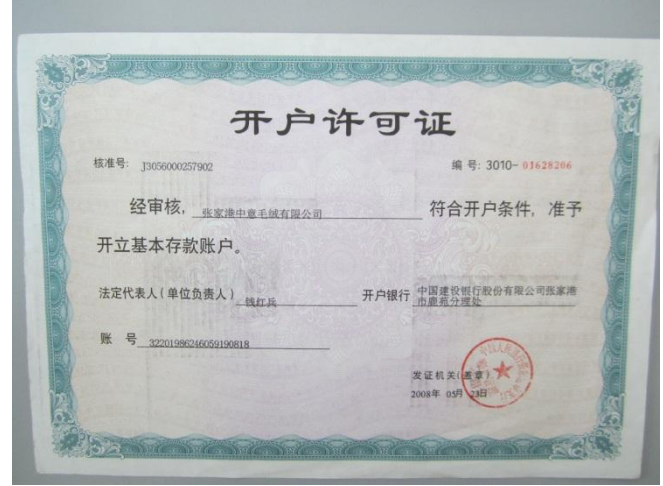 开户许可证
核准号: J3056000257902 编 号: 3010- 03628206
经审核, 张家港中意毛绒有限公司 符合开户条件, 准予
开立基本存款账户。
法定代表人(单位负责人) 钱红兵 开户银行 中国建设银行股份有限公司张家港
市鹿苑分理处
账 号 32201986246059190818
发证机关(盖章)
2008年 05月 23日